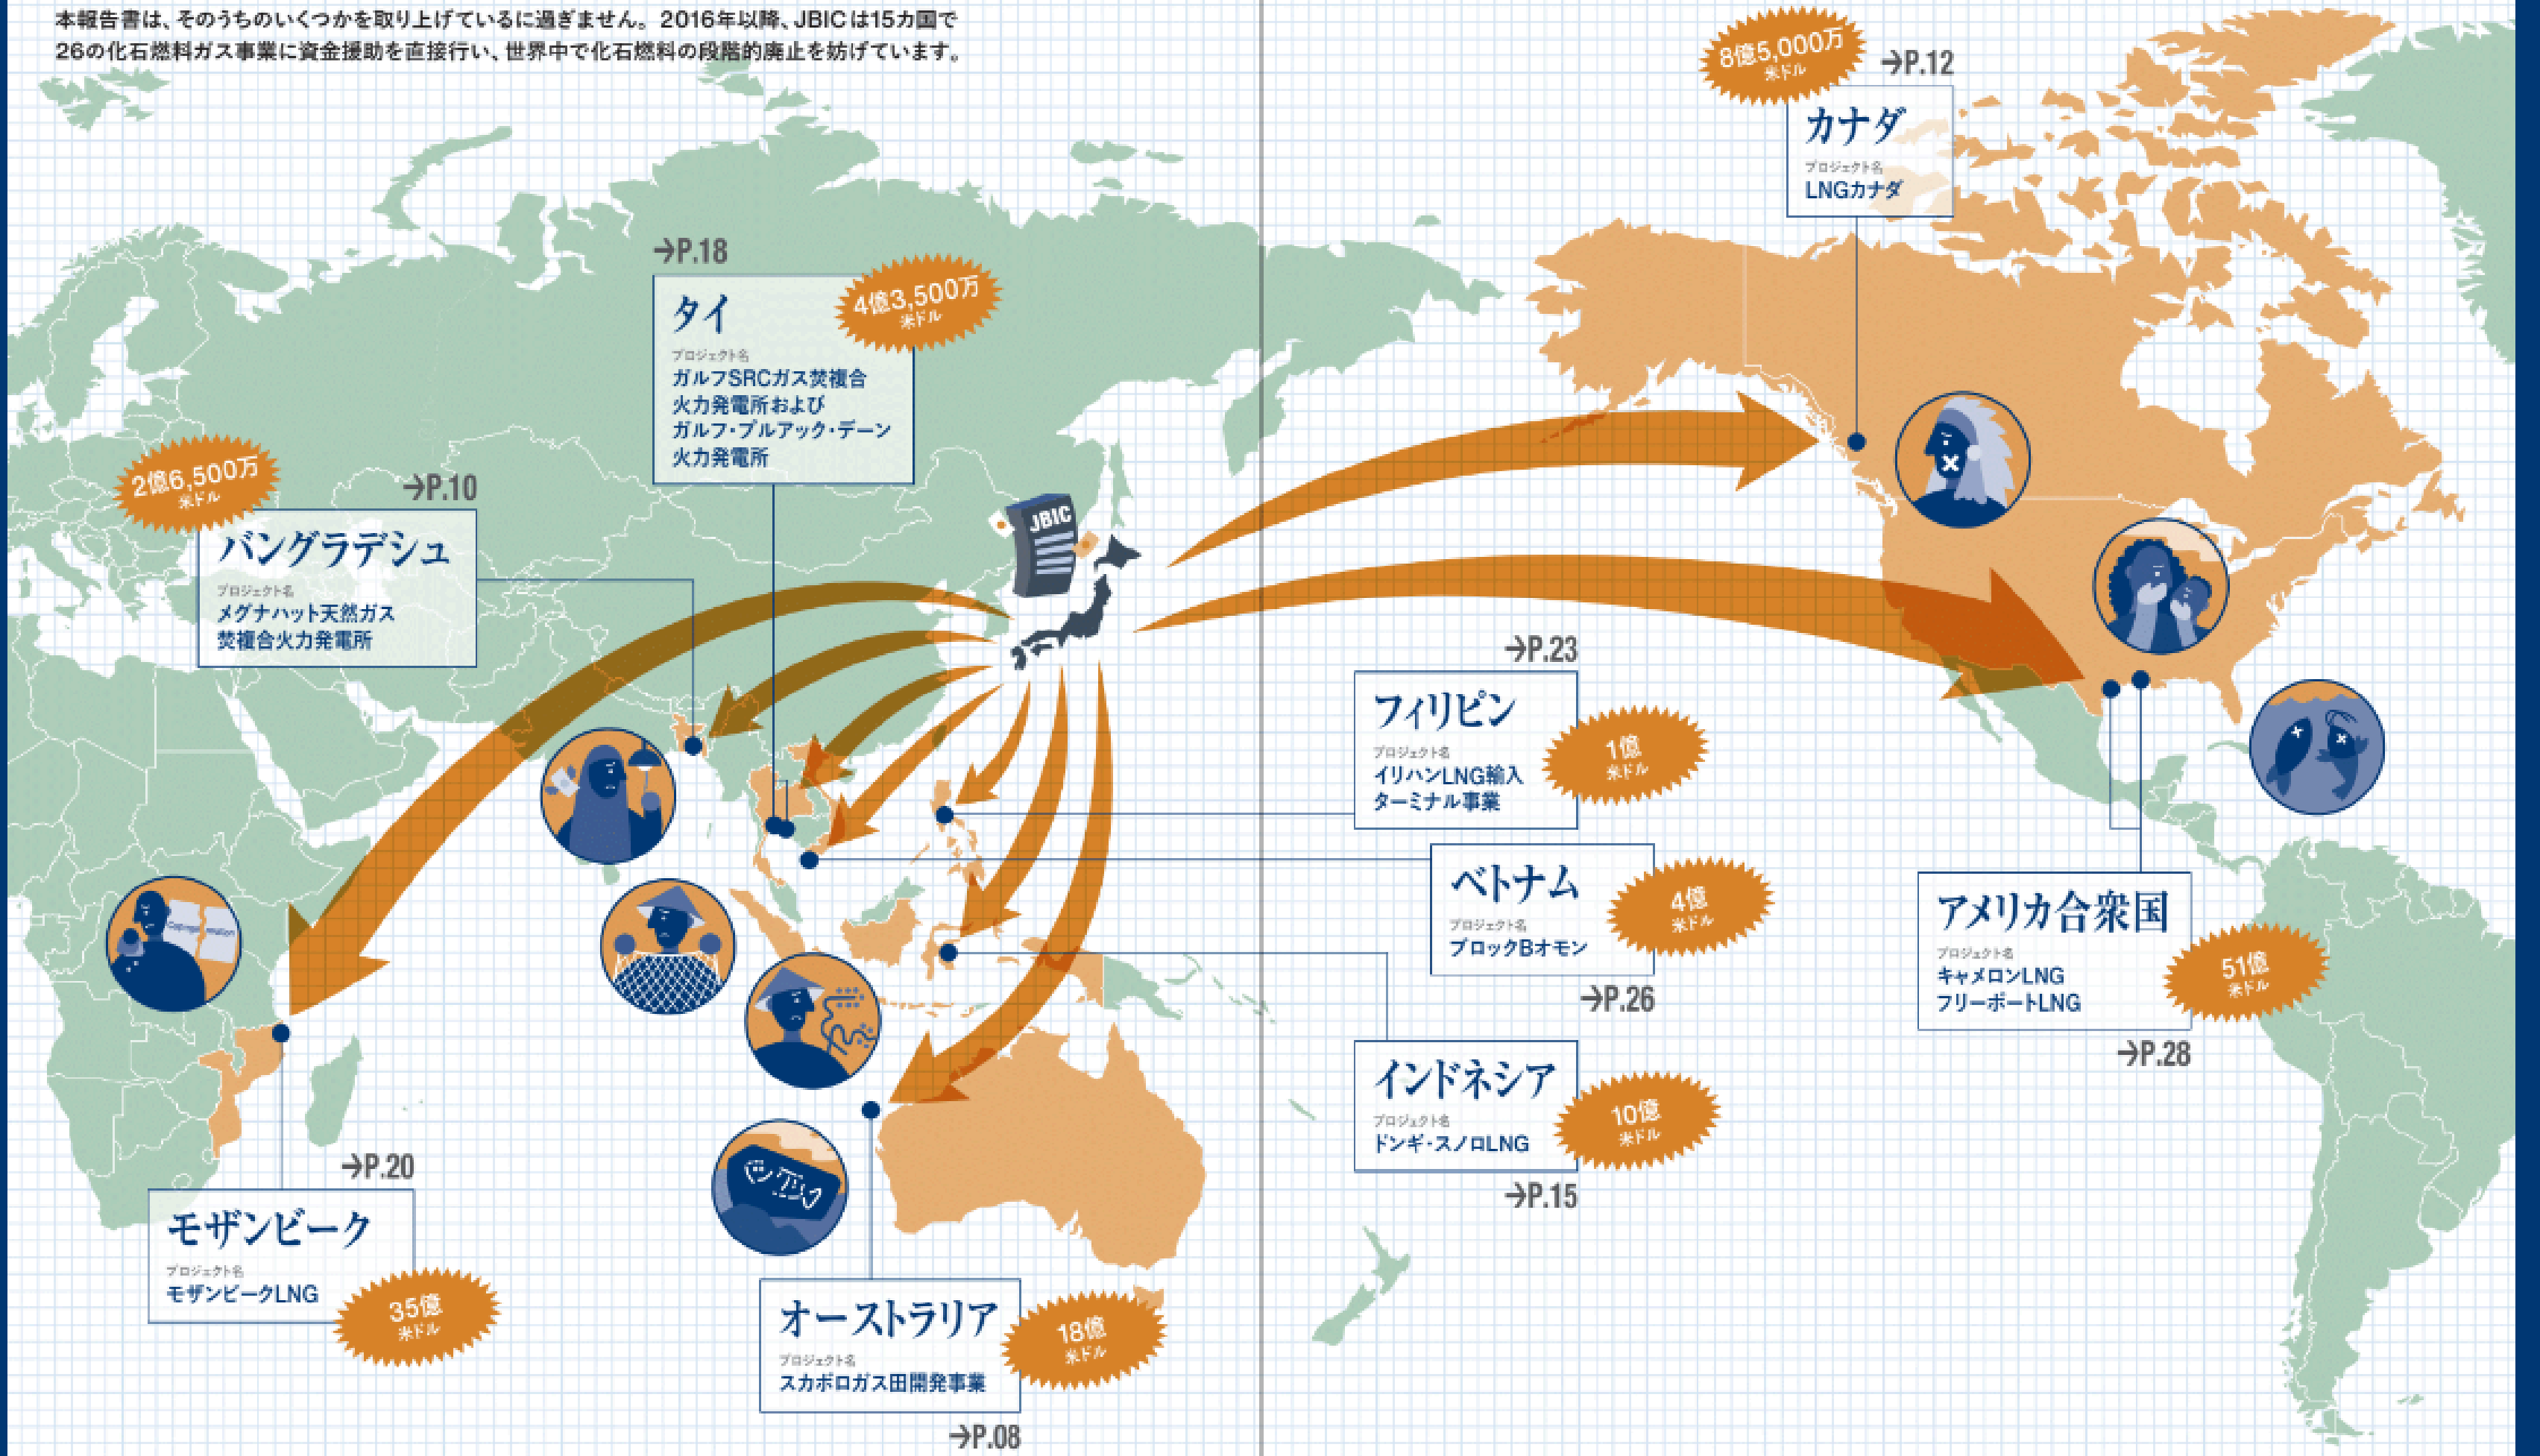 本報告書は、そのうちのいくつかを取り上げているに過ぎません。2016年以降、JBICは15カ国で
26の化石燃料ガス事業に資金援助を直接行い、世界中で化石燃料の段階的廃止を妨げています。
8億5,000万
米ドル
→P.12
カナダ
プロジェクト名
LNGカナダ
→P.18
タイ
4億3,500万
米ドル
プロジェクト名
ガルフSRCガス焚複合
火力発電所および
ガルフ・プルアック・デーン
火力発電所
2億6,500万
米ドル
→P.10
バングラデシュ
プロジェクト名
メグナハット天然ガス
焚複合火力発電所
JBIC
→P.23
フィリピン
プロジェクト名
イリハンLNG輸入
ターミナル事業
1億
米ドル
ベトナム
プロジェクト名
ブロックBオモン
4億
米ドル
→P.26
アメリカ合衆国
プロジェクト名
キャメロンLNG
フリーポートLNG
51億
米ドル
→P.28
インドネシア
プロジェクト名
ドンギ・スノロLNG
10億
米ドル
→P.15
→P.20
モザンビーク
プロジェクト名
モザンビークLNG
35億
米ドル
オーストラリア
プロジェクト名
スカボロガス田開発事業
18億
米ドル
→P.08